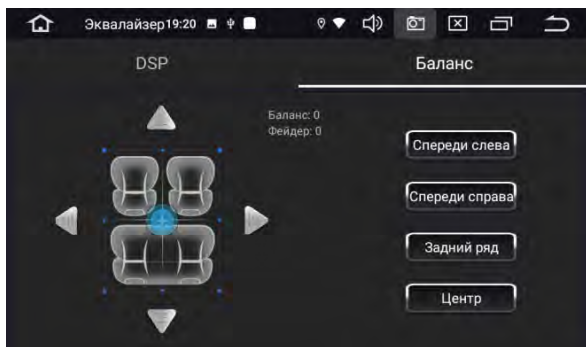 Эквалайзер19:20
DSP
Баланс
Баланс: 0
Фейдер: 0
Спереди слева
Спереди справа
Задний ряд
Центр